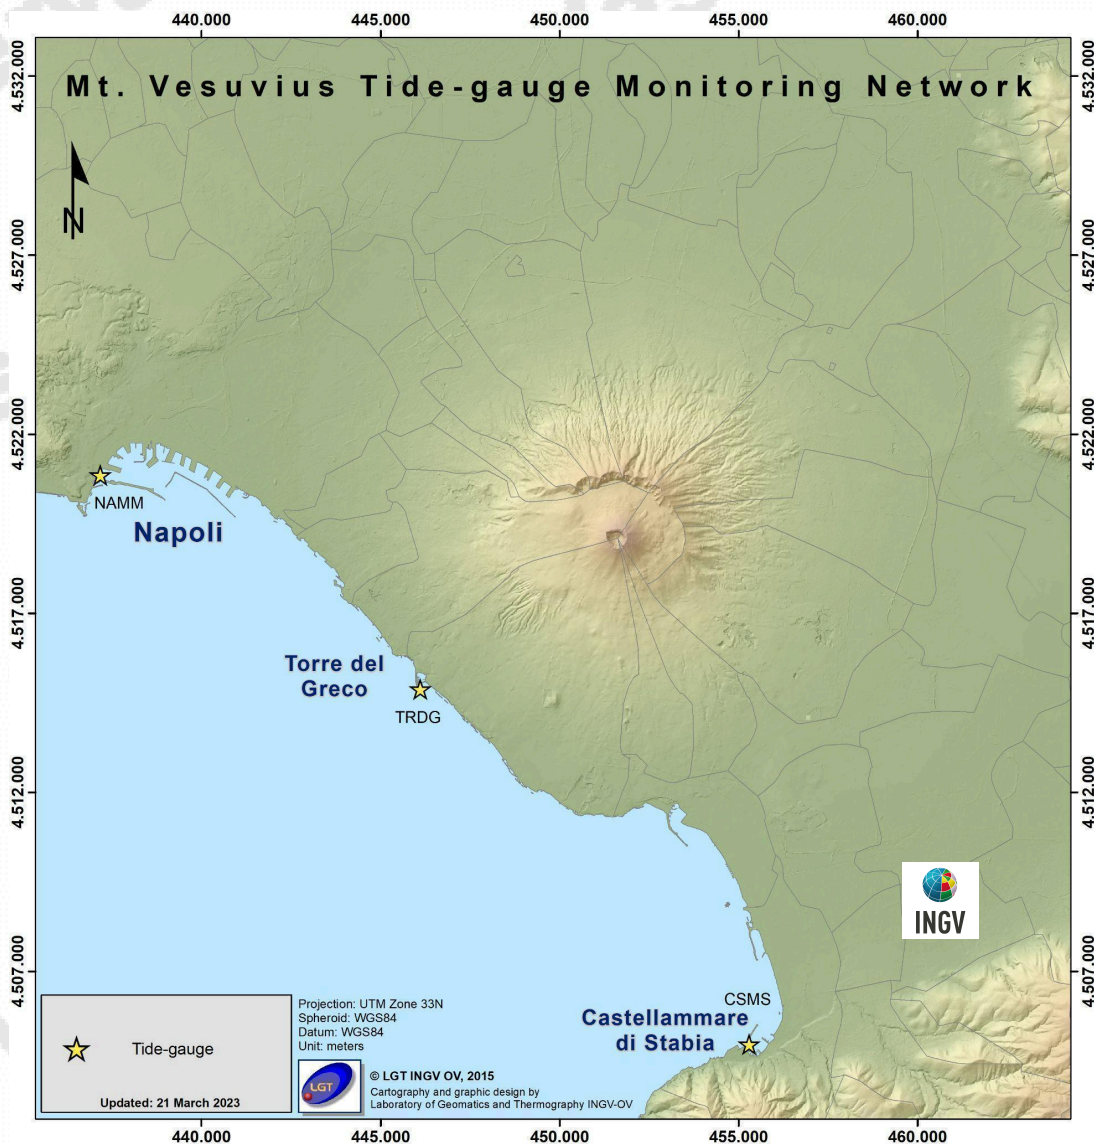 440.000 445.000 450.000 455.000 460.000
Mt. Vesuvius Tide-gauge Monitoring Network
4.532.000 4.532.000
N
4.527.000 4.527.000
4.522.000 4.522.000
NAMM
Napoli
4.517.000 4.517.000
Torre del
Greco
TRDG
4.512.000 4.512.000
INGV
4.507.000 4.507.000
CSMS
Castellammare
di Stabia
Tide-gauge
Updated: 21 March 2023
Projection: UTM Zone 33N
Spheroid: WGS84
Datum: WGS84
Unit: meters
LGT
© LGT INGV OV, 2015
Cartography and graphic design by
Laboratory of Geomatics and Thermography INGV-OV
440.000 445.000 450.000 455.000 460.000